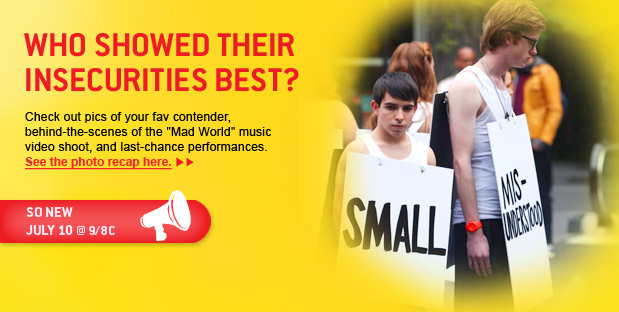 WHO SHOWED THEIR
INSECURITIES BEST?
Check out pics of your fav contender,
behind-the-scenes of the "Mad World" music
video shoot, and last-chance performances.
See the photo recap here.
SO NEW
JULY 10 @ 9/8C
SMALL
MIS-
UNDERSTOOD